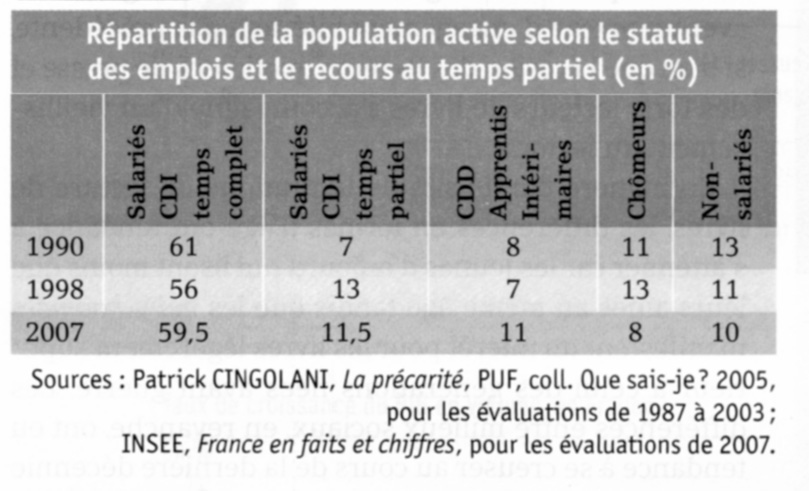 Répartition de la population active selon le statut
des emplois et le recours au temps partiel (en %)
Salariés CDI temps complet
Salariés CDI temps partiel
CDD Apprentis Intéri-maires
Chômeurs
Non-salariés
1990 61 7 8 11 13
1998 56 13 7 13 11
2007 59,5 11,5 11 8 10
Sources : Patrick CINGOLANI, La précarité, PUF, coll. Que sais-je ? 2005,
pour les évaluations de 1987 à 2003 ;
INSEE, France en faits et chiffres, pour les évaluations de 2007.